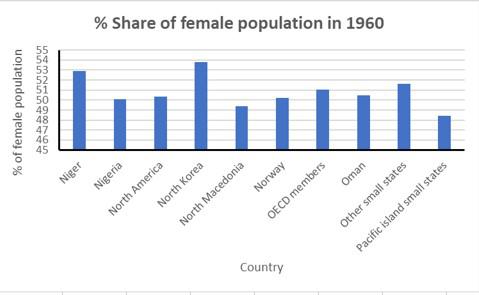 % Share of female population in 1960
% of female population
55
54
53
52
51
50
49
48
47
46
45
Niger
Nigeria
North America
North Korea
North Macedonia
Norway
OECD members
Oman
Other small states
Pacific island small states
Country